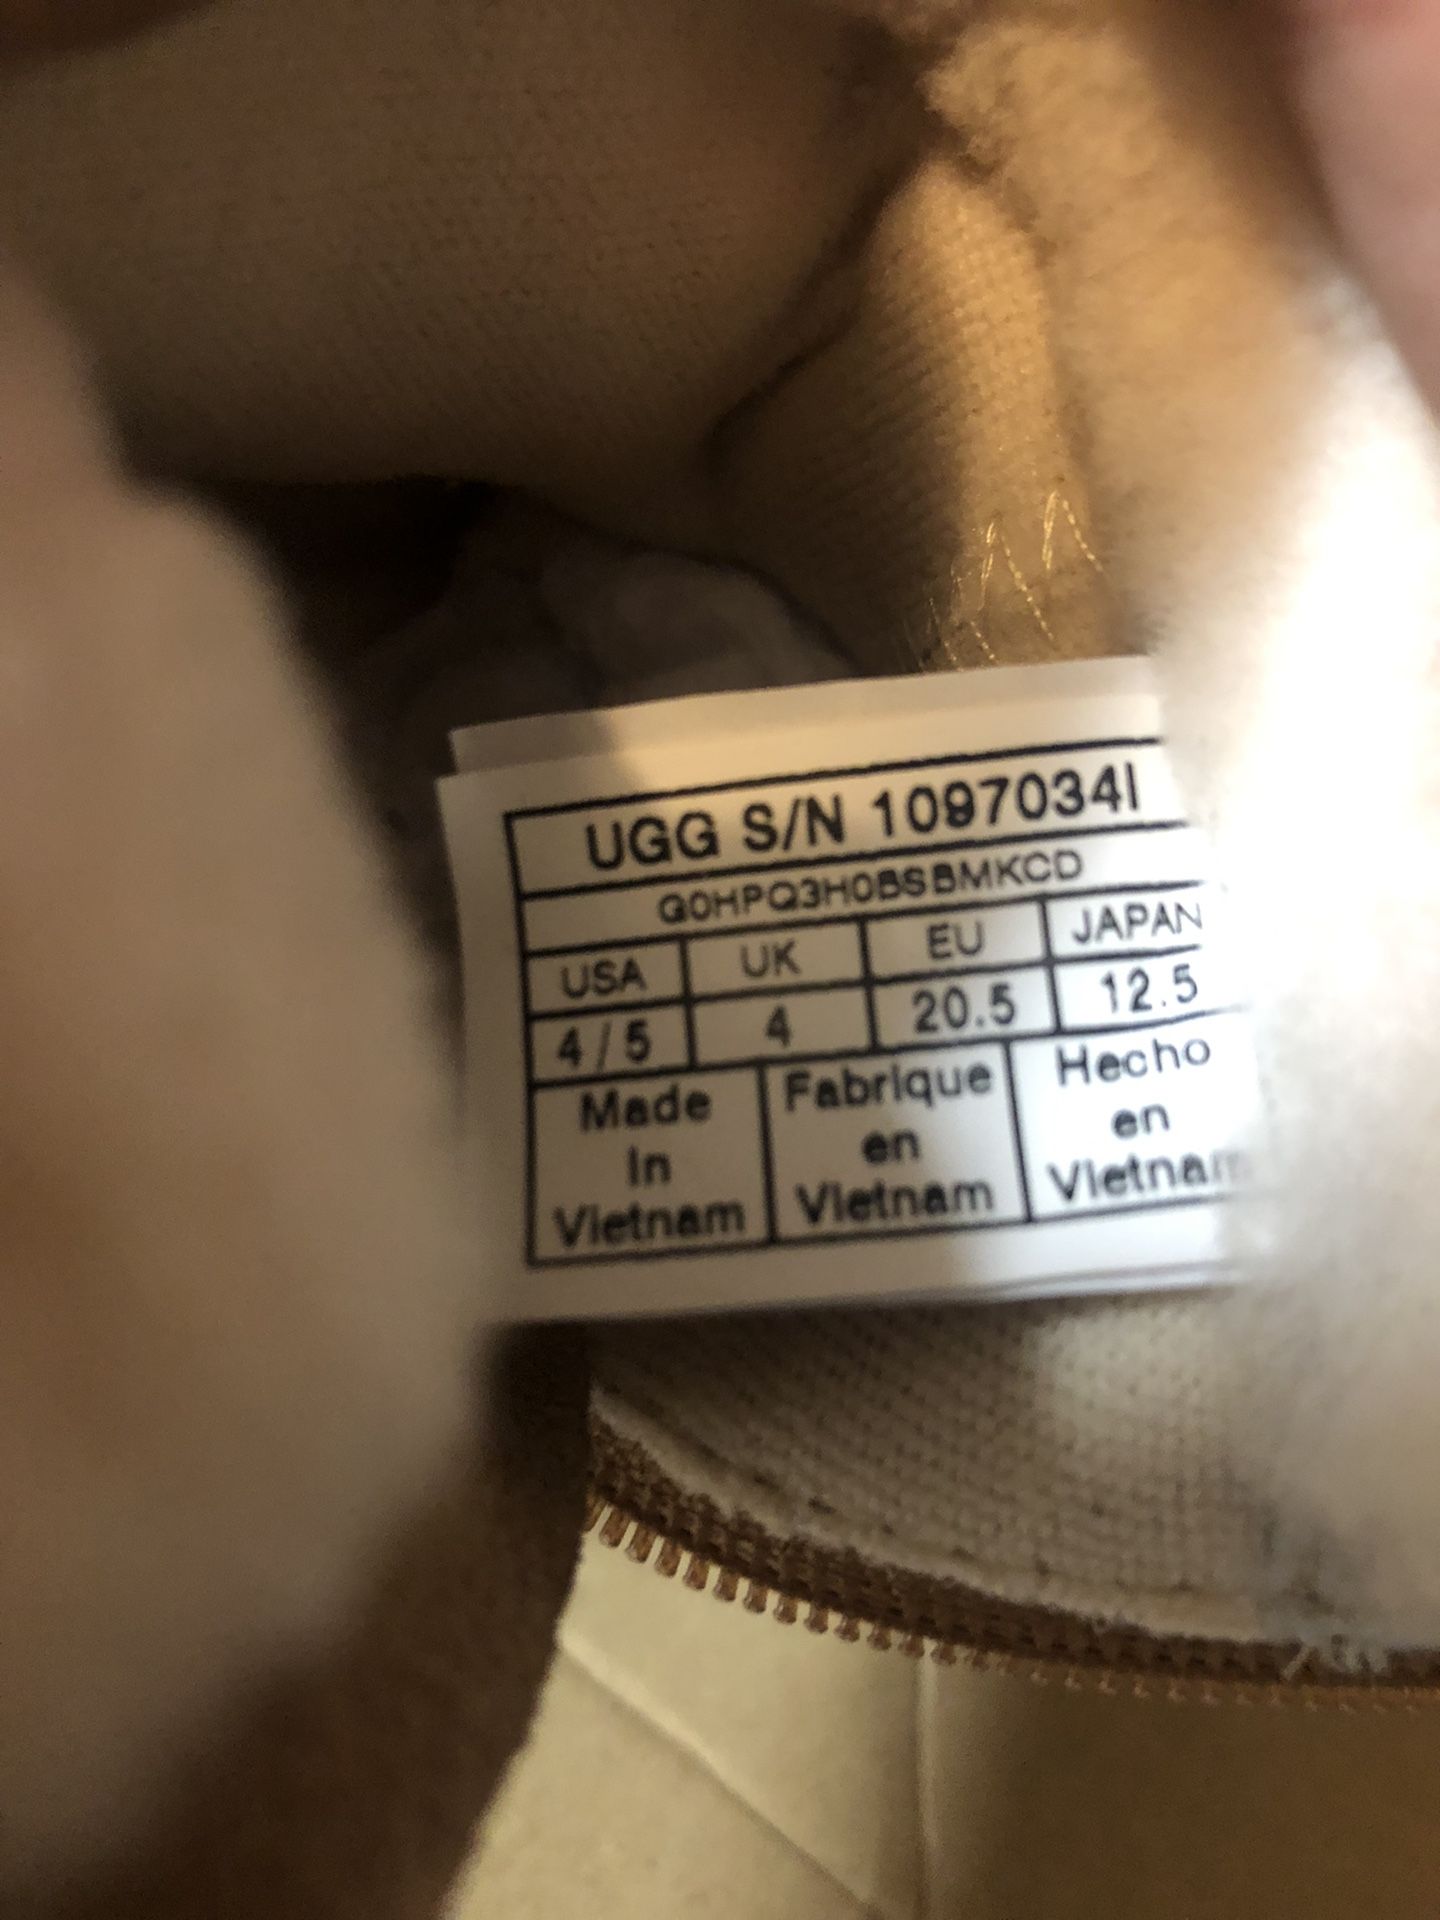 UGG S/N 1097034I
G0HPQ3H0BSBMKCD
USA UK EU JAPAN
4/5 4 20.5 12.5
Made
in
Vietnam
Fabrique
en
Vietnam
Hecho
en
Vietnam